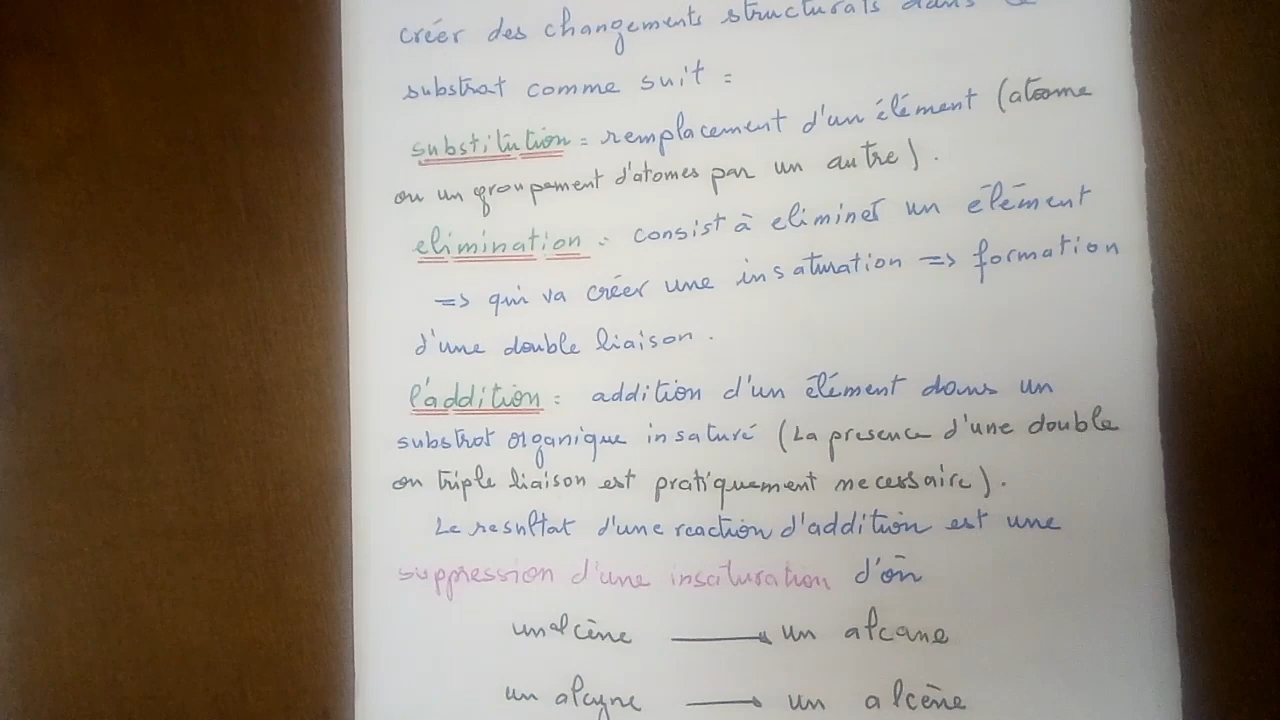 créer des changements structurals dans
substrat comme suit :
substitution : remplacement d'un élément (atome
ou un groupement d'atomes par un autre).
elimination : consist à eliminer un élément
=> qui va créer une insaturation => formation
d'une double liaison.
l'addition : addition d'un élément dans un
substrat organique insaturé (La presence d'une double
ou triple liaison est pratiquement necessaire).
Le resultat d'une reaction d'addition est une
suppression d'une insaturation d'où
un alcène → un alcane
un alcyne → un alcène